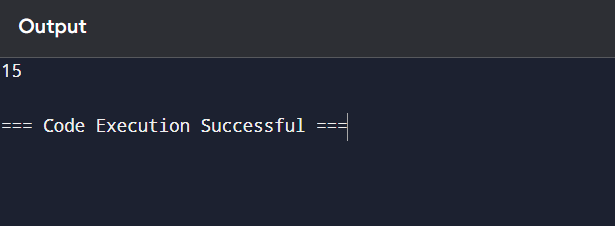 Output
15
=== Code Execution Successful ===